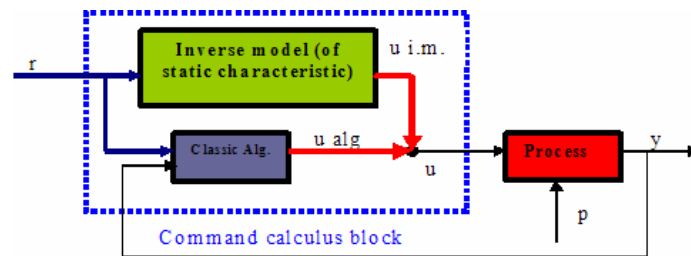 Inverse model (of
static characteristic)
u i.m.
r
Classic Alg.
u alg
u
Process
y
p
Command calculus block